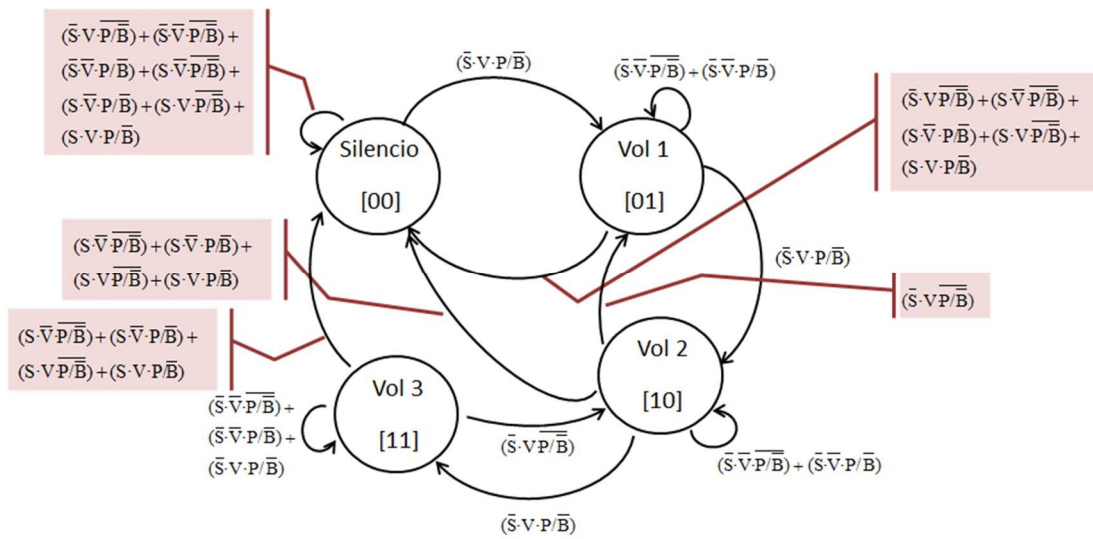 (S̄·V·P̅/̅B̿)+(S̄·V̄·P̅/̅B̿)+
(S̄·V̄·P/B̄)+(S·V̄·P̅/̅B̿)+
(S·V̄·P/B̄)+(S·V·P̅/̅B̿)+
(S·V·P/B̄)
(S̄·V·P/B̄)
(S̄·V̄·P̅/̅B̿)+(S̄·V̄·P/B̄)
(S̄·V·P̅/̅B̿)+(S·V̄·P̅/̅B̿)+
(S·V̄·P/B̄)+(S·V·P̅/̅B̿)+
(S·V·P/B̄)
Silencio
[00]
Vol 1
[01]
(S·V̄·P̅/̅B̿)+(S·V̄·P/B̄)+
(S·V·P̅/̅B̿)+(S·V·P/B̄)
(S̄·V·P/B̄)
(S̄·V·P̅/̅B̿)
(S·V̄·P̅/̅B̿)+(S·V̄·P/B̄)+
(S·V·P̅/̅B̿)+(S·V·P/B̄)
Vol 2
[10]
Vol 3
[11]
(S̄·V̄·P̅/̅B̿)+
(S̄·V̄·P/B̄)+
(S̄·V·P/B̄)
(S̄·V·P̅/̅B̿)
(S̄·V̄·P̅/̅B̿)+(S̄·V̄·P/B̄)
(S̄·V·P/B̄)